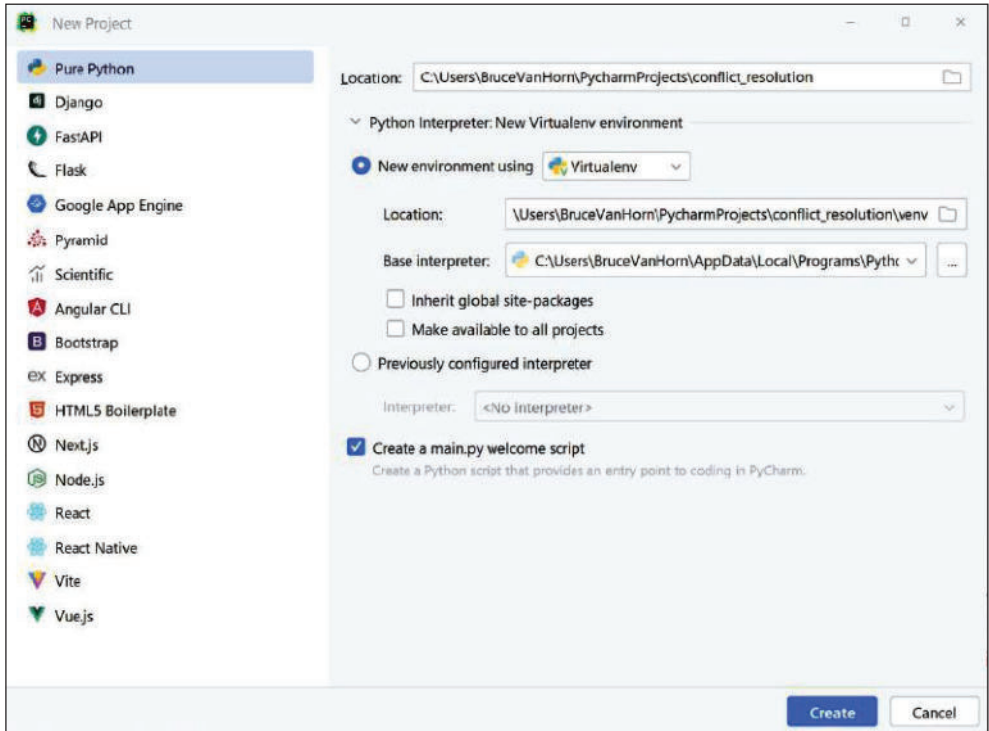 New Project
Pure Python
Django
FastAPI
Flask
Google App Engine
Pyramid
Scientific
Angular CLI
Bootstrap
Express
HTML5 Boilerplate
Next.js
Node.js
React
React Native
Vite
Vue.js
Location: C:\Users\BruceVanHorn\PycharmProjects\conflict_resolution
Python Interpreter: New Virtualenv environment
New environment using Virtualenv
Location: \Users\BruceVanHorn\PycharmProjects\conflict_resolution\venv
Base interpreter: C:\Users\BruceVanHorn\AppData\Local\Programs\Pythc ...
Inherit global site-packages
Make available to all projects
Previously configured interpreter
Interpreter: <No interpreter>
Create a main.py welcome script
Create a Python script that provides an entry point to coding in PyCharm.
Create Cancel